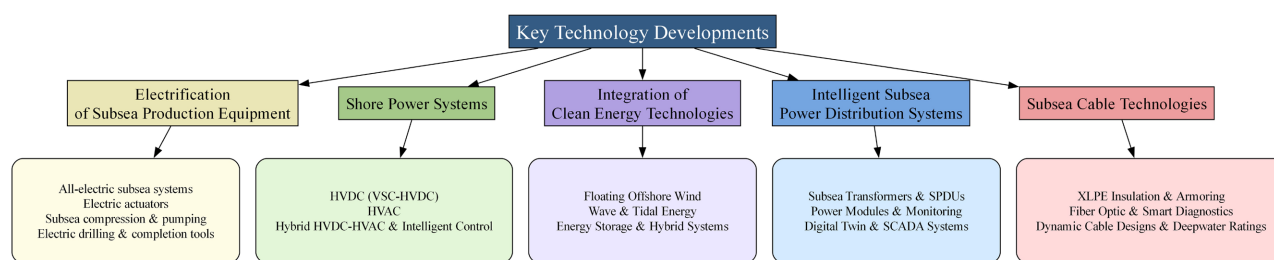 Key Technology Developments
Electrification
of Subsea Production Equipment
Shore Power Systems
Integration of
Clean Energy Technologies
Intelligent Subsea
Power Distribution Systems
Subsea Cable Technologies
All-electric subsea systems
Electric actuators
Subsea compression & pumping
Electric drilling & completion tools
HVDC (VSC-HVDC)
HVAC
Hybrid HVDC-HVAC & Intelligent Control
Floating Offshore Wind
Wave & Tidal Energy
Energy Storage & Hybrid Systems
Subsea Transformers & SPDUs
Power Modules & Monitoring
Digital Twin & SCADA Systems
XLPE Insulation & Armoring
Fiber Optic & Smart Diagnostics
Dynamic Cable Designs & Deepwater Ratings